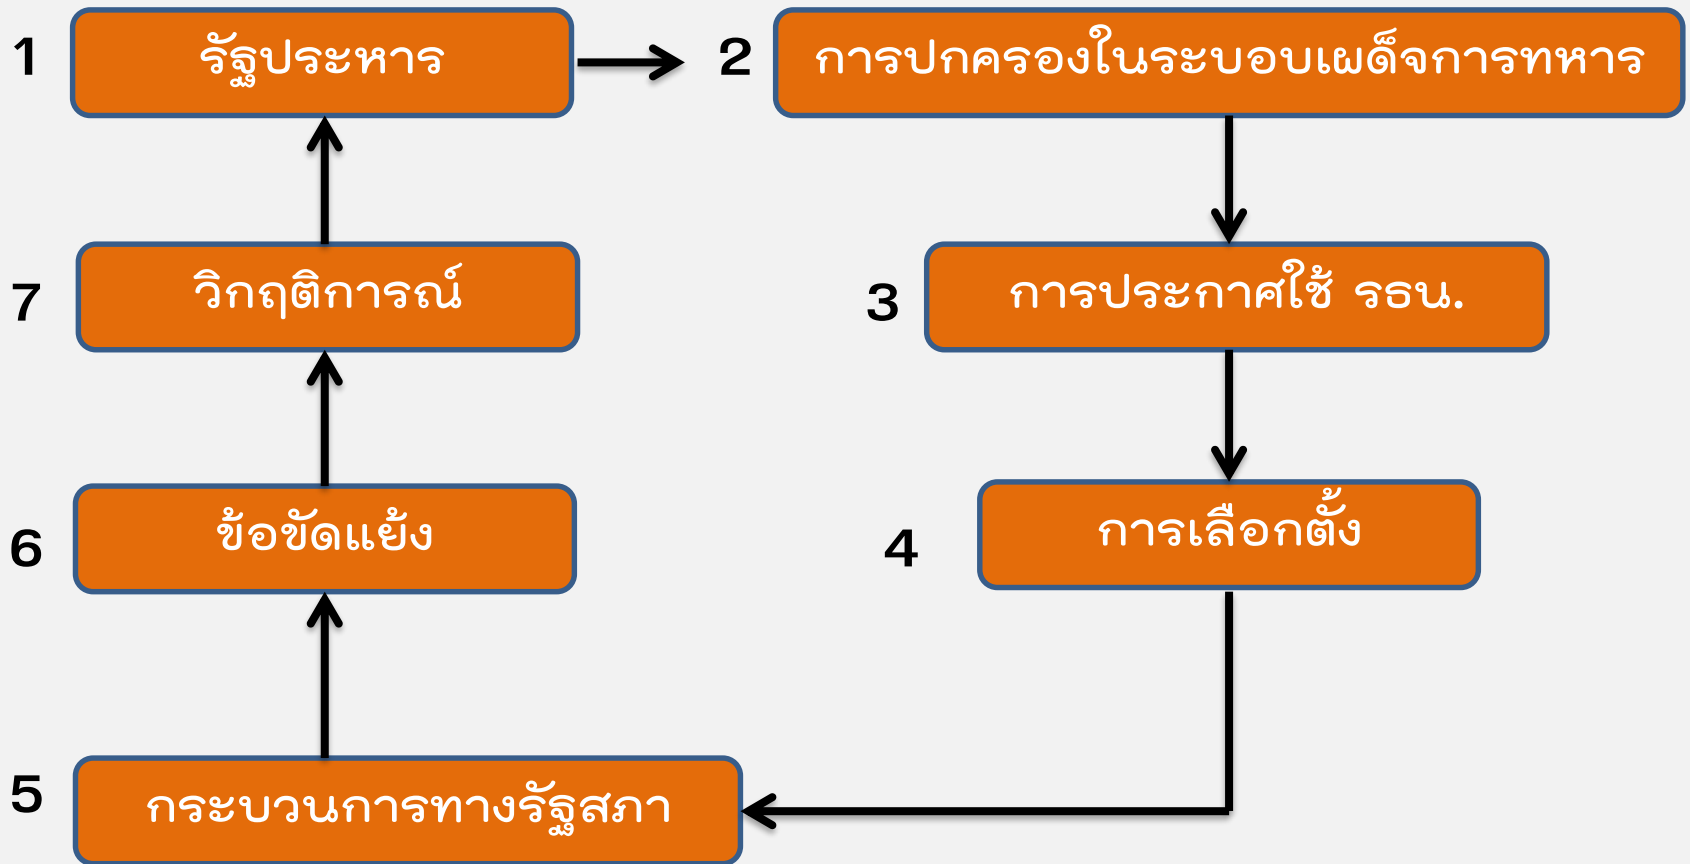 1 รัฐประหาร
2 การปกครองในระบอบเผด็จการทหาร
3 การประกาศใช้ รธน.
4 การเลือกตั้ง
5 กระบวนการทางรัฐสภา
6 ข้อขัดแย้ง
7 วิกฤติการณ์